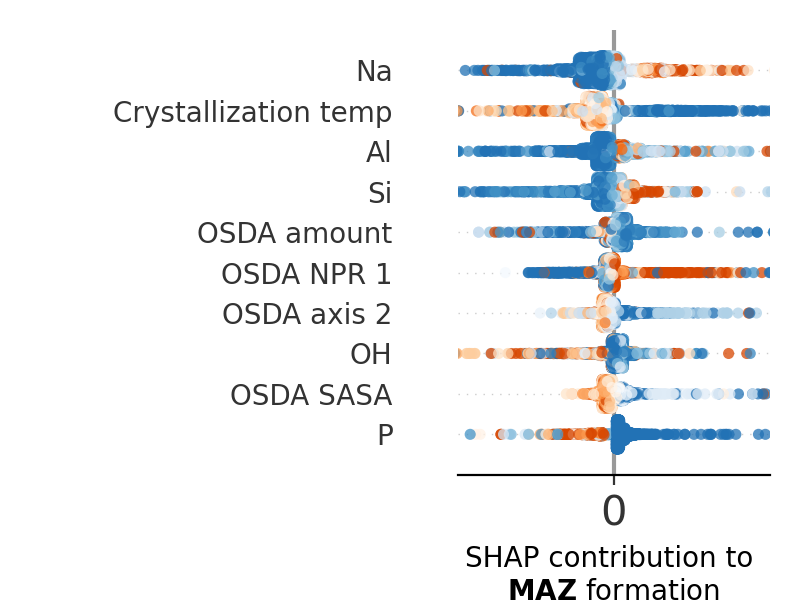 Na
Crystallization temp
Al
Si
OSDA amount
OSDA NPR 1
OSDA axis 2
OH
OSDA SASA
P
0
SHAP contribution to
MAZ formation